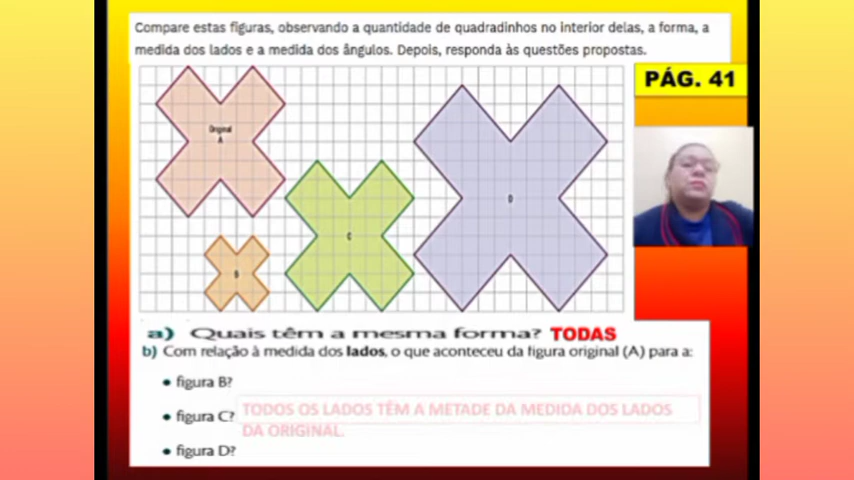 Compare estas figuras, observando a quantidade de quadradinhos no interior delas, a forma, a
medida dos lados e a medida dos ângulos. Depois, responda às questões propostas.
PÁG. 41
Original
A
D
C
B
a) Quais têm a mesma forma? TODAS
b) Com relação à medida dos lados, o que aconteceu da figura original (A) para a:
• figura B?
• figura C? TODOS OS LADOS TÊM A METADE DA MEDIDA DOS LADOS
DA ORIGINAL.
• figura D?